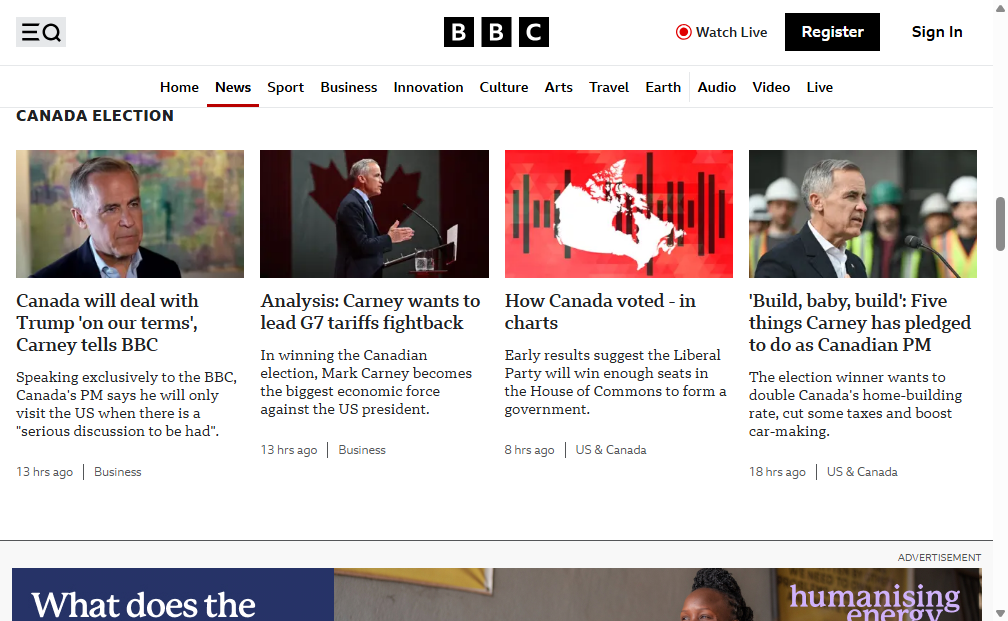 BBC
Watch Live
Register
Sign In
Home
News
Sport
Business
Innovation
Culture
Arts
Travel
Earth
Audio
Video
Live
CANADA ELECTION
Canada will deal with
Trump 'on our terms',
Carney tells BBC
Speaking exclusively to the BBC,
Canada's PM says he will only
visit the US when there is a
"serious discussion to be had".
13 hrs ago
Business
Analysis: Carney wants to
lead G7 tariffs fightback
In winning the Canadian
election, Mark Carney becomes
the biggest economic force
against the US president.
13 hrs ago
Business
How Canada voted - in
charts
Early results suggest the Liberal
Party will win enough seats in
the House of Commons to form a
government.
8 hrs ago
US & Canada
'Build, baby, build': Five
things Carney has pledged
to do as Canadian PM
The election winner wants to
double Canada's home-building
rate, cut some taxes and boost
car-making.
18 hrs ago
US & Canada
ADVERTISEMENT
What does the
humanising
energy